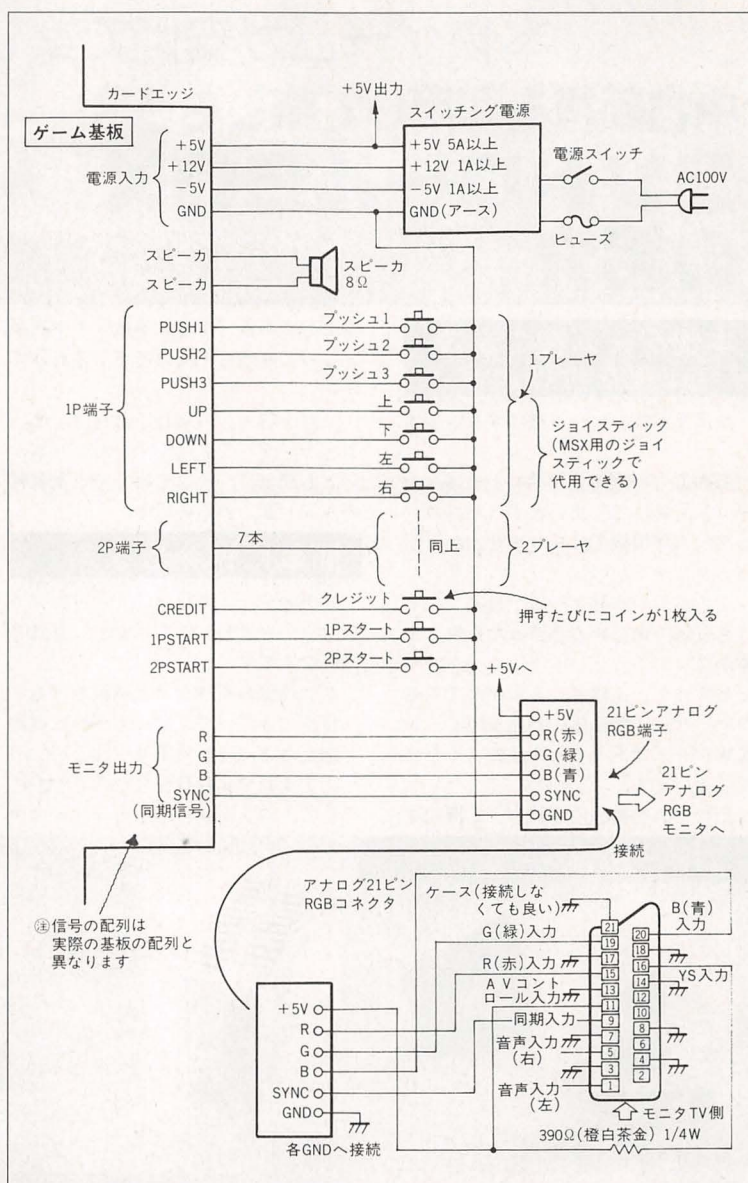 カードエッジ
ゲーム基板
+5V出力
スイッチング電源
電源入力
+5V
+12V
-5V
GND
+5V 5A以上
+12V 1A以上
-5V 1A以上
GND(アース)
電源スイッチ
AC100V
ヒューズ
スピーカ
スピーカ
スピーカ
8Ω
1P端子
PUSH1
プッシュ1
PUSH2
プッシュ2
PUSH3
プッシュ3
UP
上
DOWN
下
LEFT
左
RIGHT
右
1プレーヤ
ジョイスティック
(MSX用のジョイ
スティックで
代用できる)
2P端子
7本
同上
2プレーヤ
CREDIT
クレジット
押すたびにコインが1枚入る
1PSTART
1Pスタート
2PSTART
2Pスタート
+5Vへ
モニタ出力
R
G
B
SYNC
(同期信号)
+5V
R(赤)
G(緑)
B(青)
SYNC
GND
21ピンアナログ
RGB端子
21ピン
アナログ
RGB
モニタへ
接続
注信号の配列は
実際の基板の配列と
異なります
アナログ21ピン
RGBコネクタ
+5V
R
G
B
SYNC
GND
各GNDへ接続
ケース(接続しな
くても良い)
G(緑)入力
R(赤)入力
AVコント
ロール入力
同期入力
音声入力
(右)
音声入力
(左)
21
19
17
15
13
11
9
7
5
3
1
20
18
16
14
12
10
8
6
4
2
B(青)
入力
YS入力
モニタTV側
390Ω(橙白茶金) 1/4W